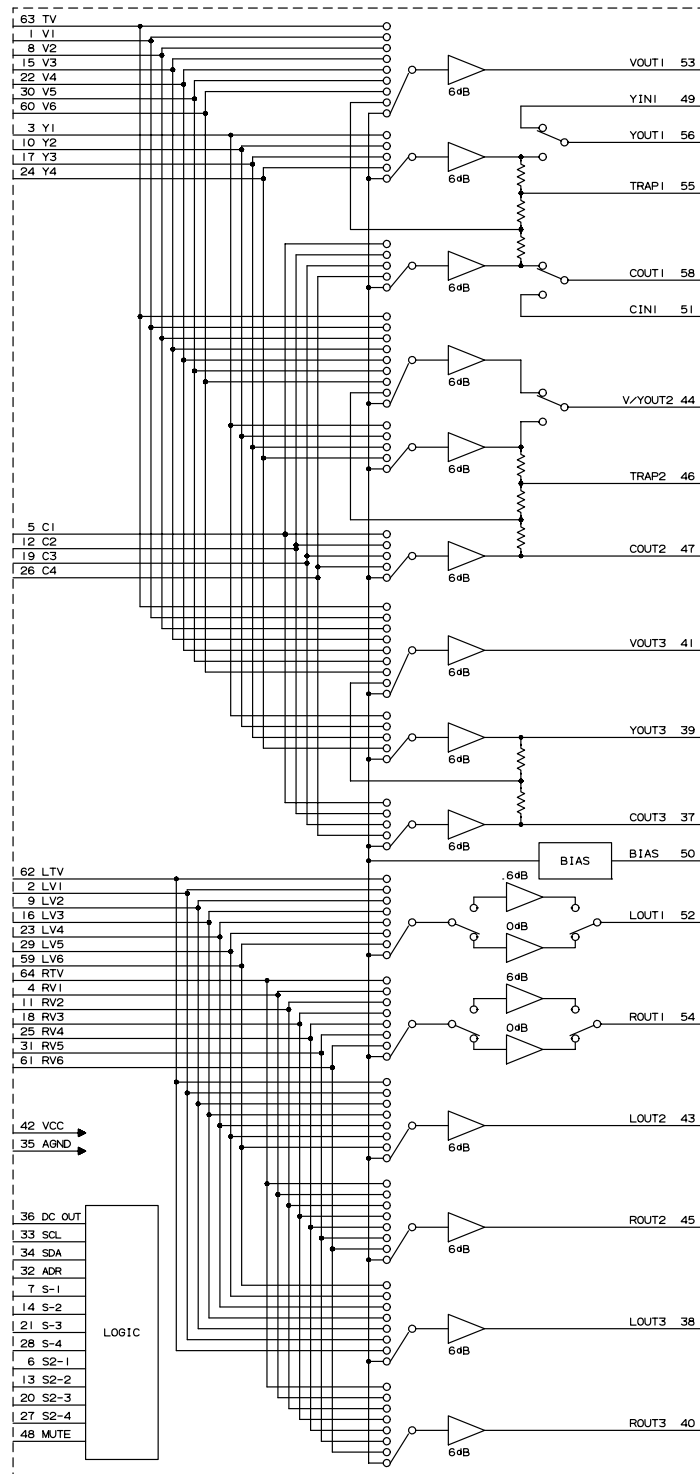 63 TV
1 V1
8 V2
15 V3
22 V4
30 V5
60 V6
3 Y1
10 Y2
17 Y3
24 Y4
6dB
VOUT1 53
YIN1 49
YOUT1 56
6dB
TRAP1 55
6dB
COUT1 58
CIN1 51
6dB
V/YOUT2 44
6dB
TRAP2 46
5 C1
12 C2
19 C3
26 C4
6dB
COUT2 47
6dB
VOUT3 41
6dB
YOUT3 39
6dB
COUT3 37
BIAS
BIAS 50
62 LTV
2 LV1
9 LV2
16 LV3
23 LV4
29 LV5
59 LV6
64 RTV
4 RV1
11 RV2
18 RV3
25 RV4
31 RV5
61 RV6
.6dB
0dB
LOUT1 52
6dB
0dB
ROUT1 54
42 VCC
35 AGND
6dB
LOUT2 43
36 DC OUT
33 SCL
34 SDA
32 ADR
7 S-1
14 S-2
21 S-3
28 S-4
6 S2-1
13 S2-2
20 S2-3
27 S2-4
48 MUTE
LOGIC
6dB
ROUT2 45
6dB
LOUT3 38
6dB
ROUT3 40